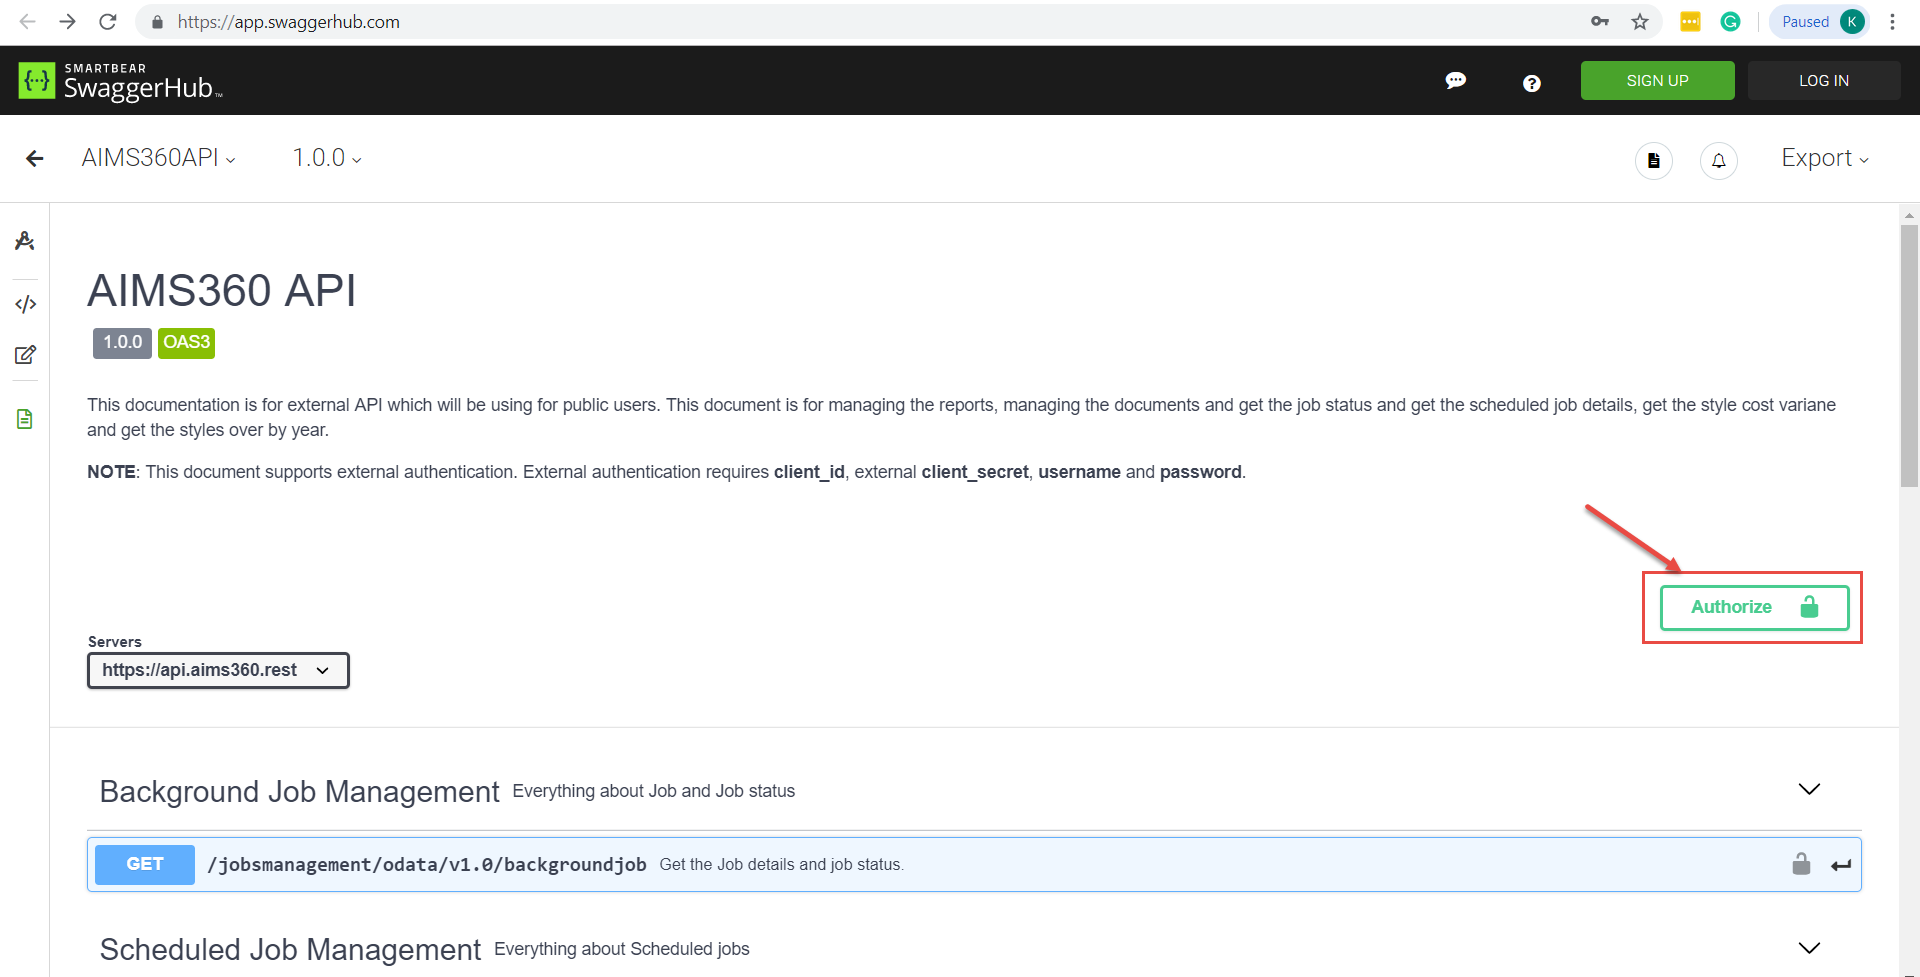 https://app.swaggerhub.com
Paused K
SMARTBEAR
SwaggerHub™
SIGN UP
LOG IN
AIMS360API
1.0.0
Export
AIMS360 API
1.0.0 OAS3
This documentation is for external API which will be using for public users. This document is for managing the reports, managing the documents and get the job status and get the scheduled job details, get the style cost variane
and get the styles over by year.
NOTE: This document supports external authentication. External authentication requires client_id, external client_secret, username and password.
Authorize
Servers
https://api.aims360.rest
Background Job Management Everything about Job and Job status
GET /jobsmanagement/odata/v1.0/backgroundjob Get the Job details and job status.
Scheduled Job Management Everything about Scheduled jobs